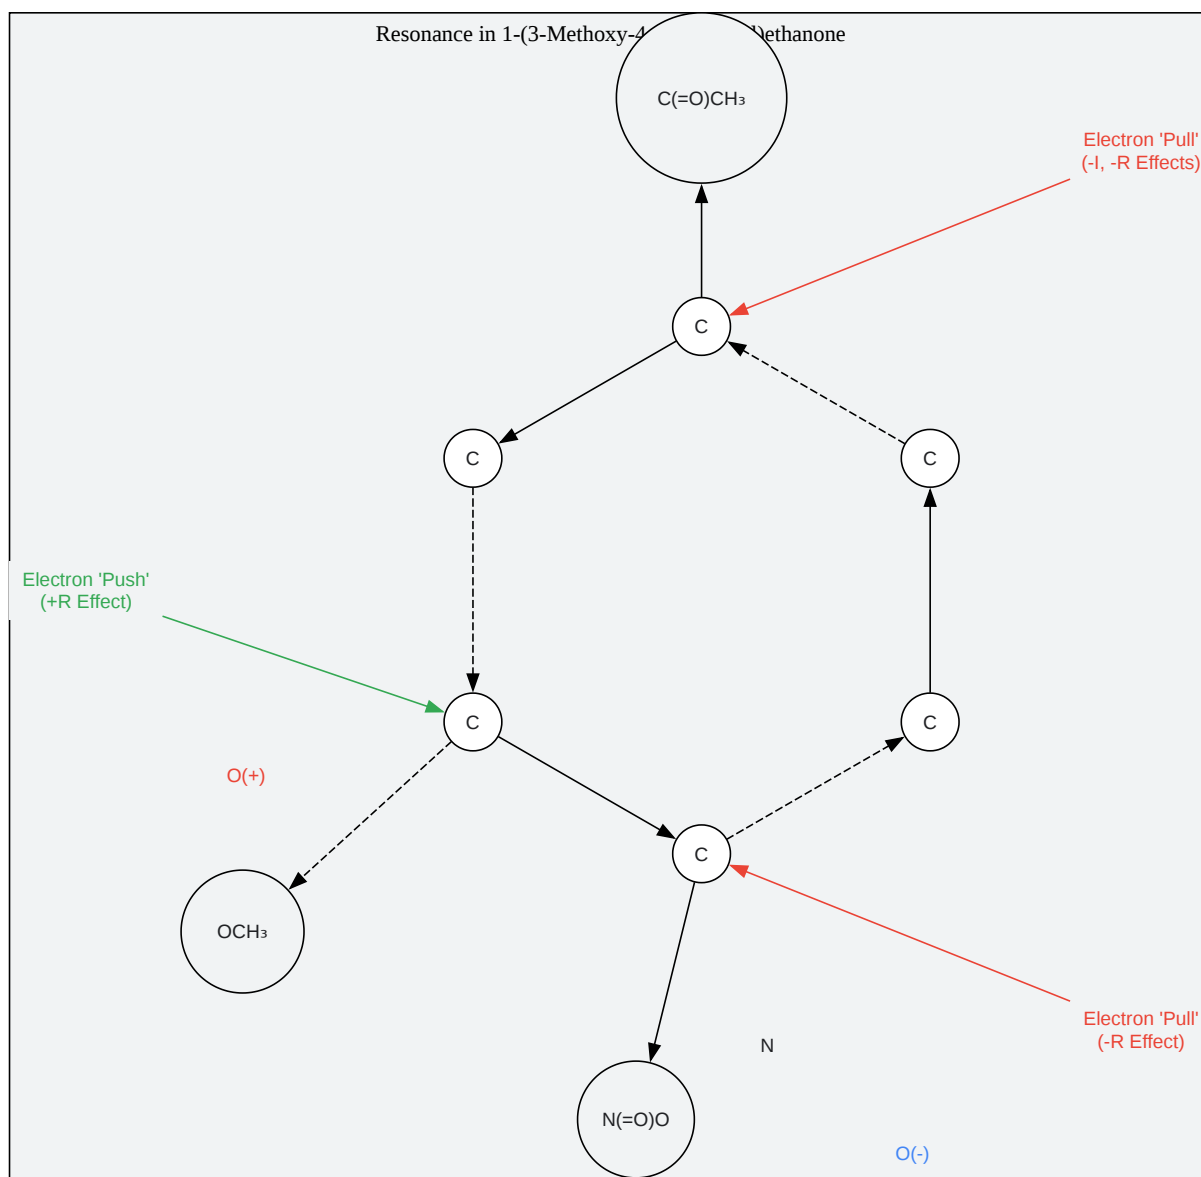 Resonance in 1-(3-Methoxy-4 ethanone
C(=O)CH₃
Electron 'Pull'
(-I, -R Effects)
C
C
C
Electron 'Push'
(+R Effect)
C
C
O(+)
C
OCH₃
Electron 'Pull'
(-R Effect)
N
N(=O)O
O(-)